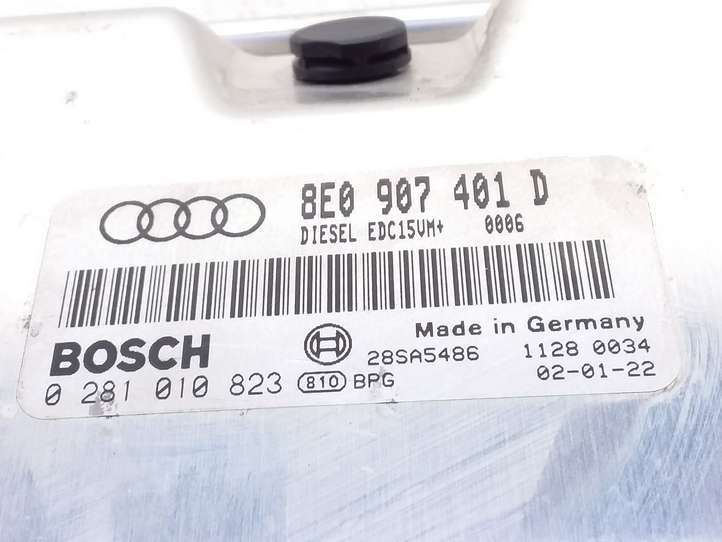 8E0 907 401 D
DIESEL EDC15VM+ 0006
Made in Germany
BOSCH 28SA5486 1128 0034
0 281 010 823 810 BPG 02-01-22